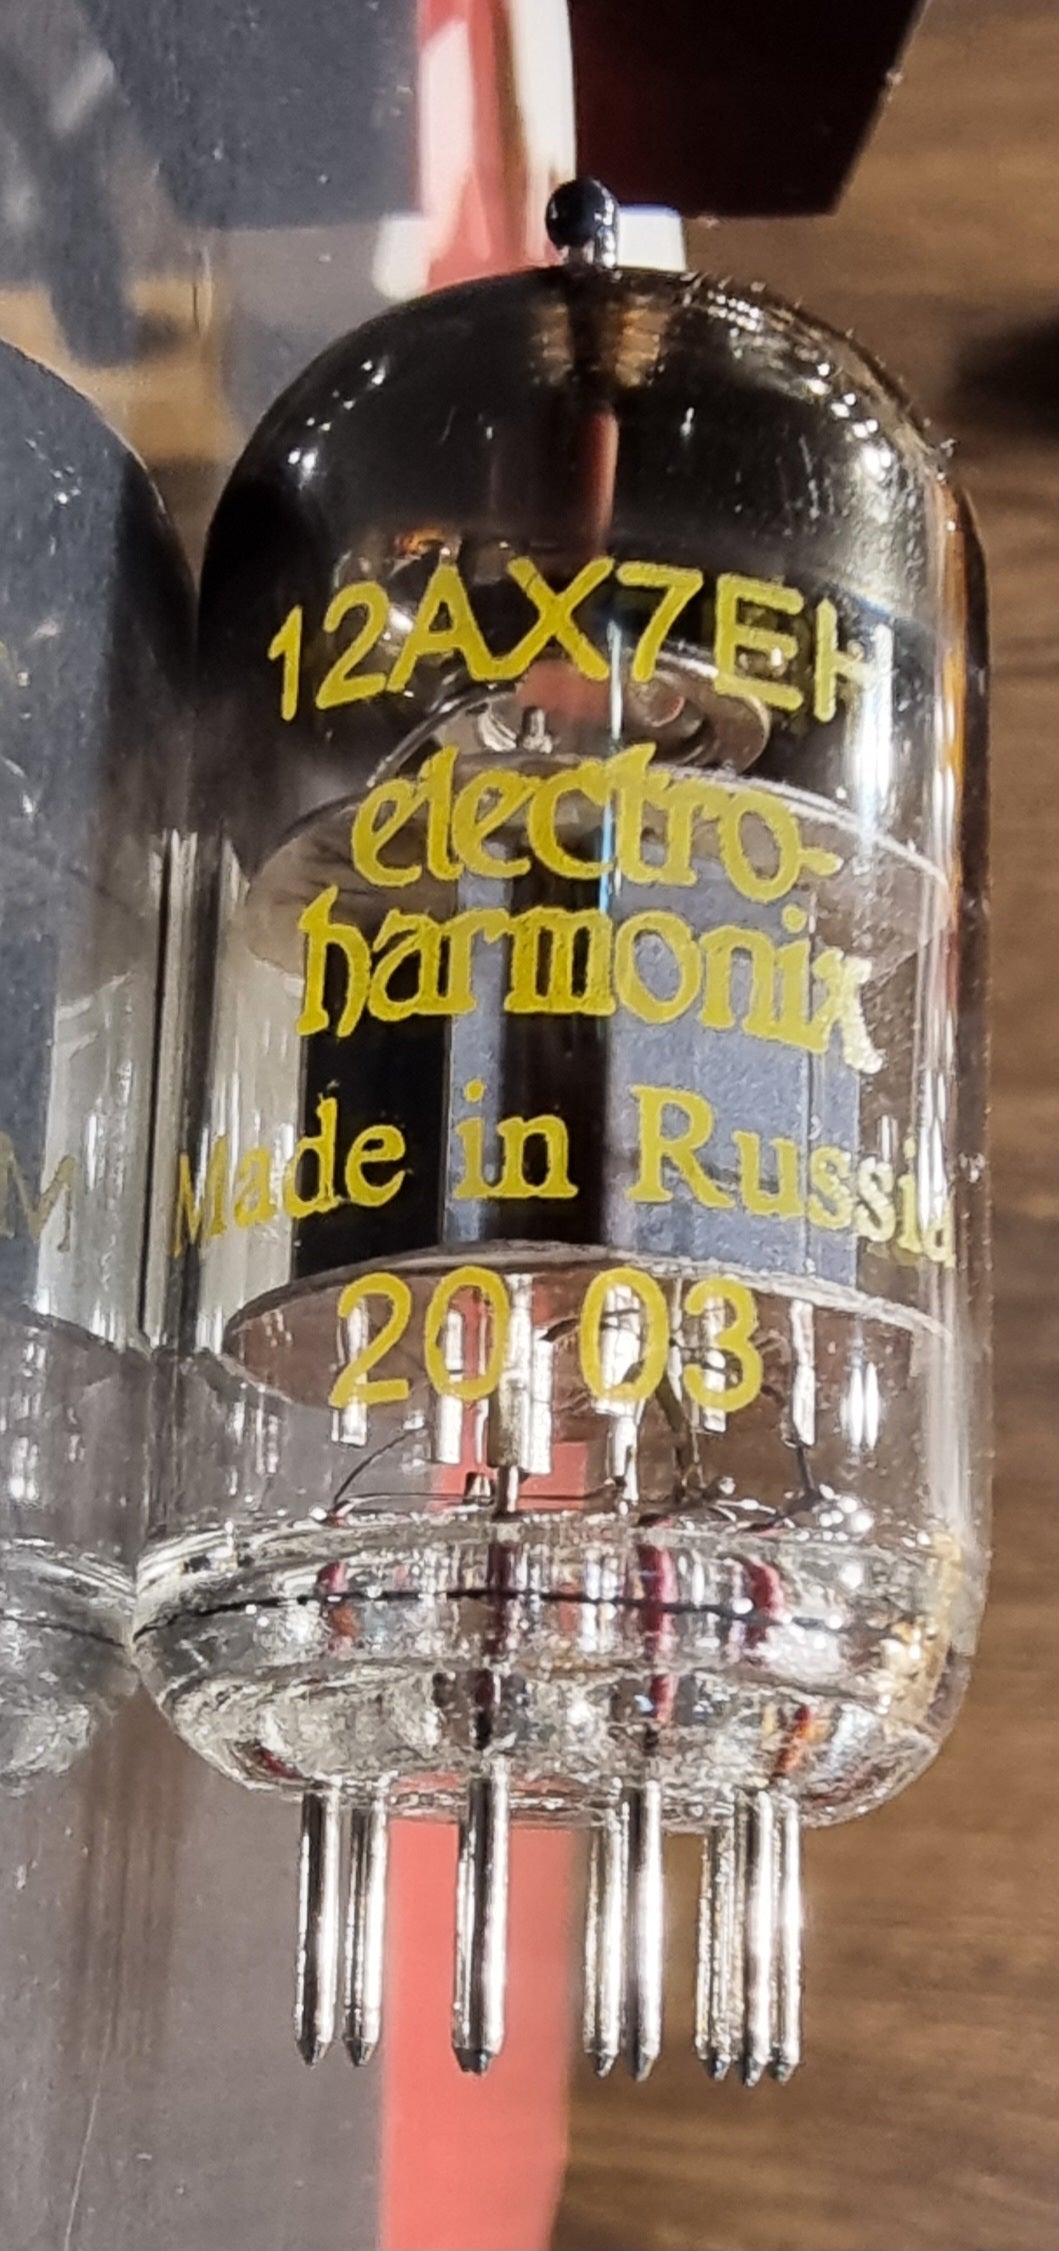 12AX7EH
electro-
harmonix
Made in Russia
20 03